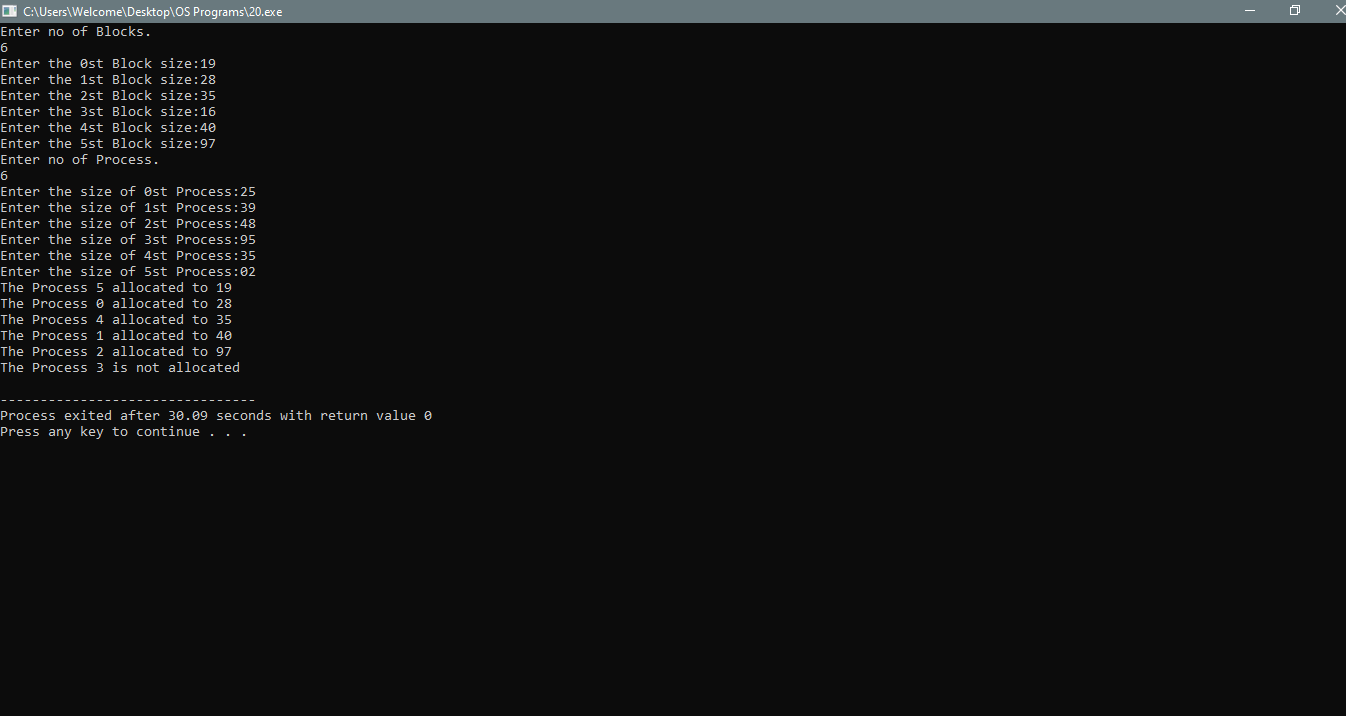 C:\Users\Welcome\Desktop\OS Programs\20.exe
Enter no of Blocks.
6
Enter the 0st Block size:19
Enter the 1st Block size:28
Enter the 2st Block size:35
Enter the 3st Block size:16
Enter the 4st Block size:40
Enter the 5st Block size:97
Enter no of Process.
6
Enter the size of 0st Process:25
Enter the size of 1st Process:39
Enter the size of 2st Process:48
Enter the size of 3st Process:95
Enter the size of 4st Process:35
Enter the size of 5st Process:02
The Process 5 allocated to 19
The Process 0 allocated to 28
The Process 4 allocated to 35
The Process 1 allocated to 40
The Process 2 allocated to 97
The Process 3 is not allocated
--------------------------------
Process exited after 30.09 seconds with return value 0
Press any key to continue . . .